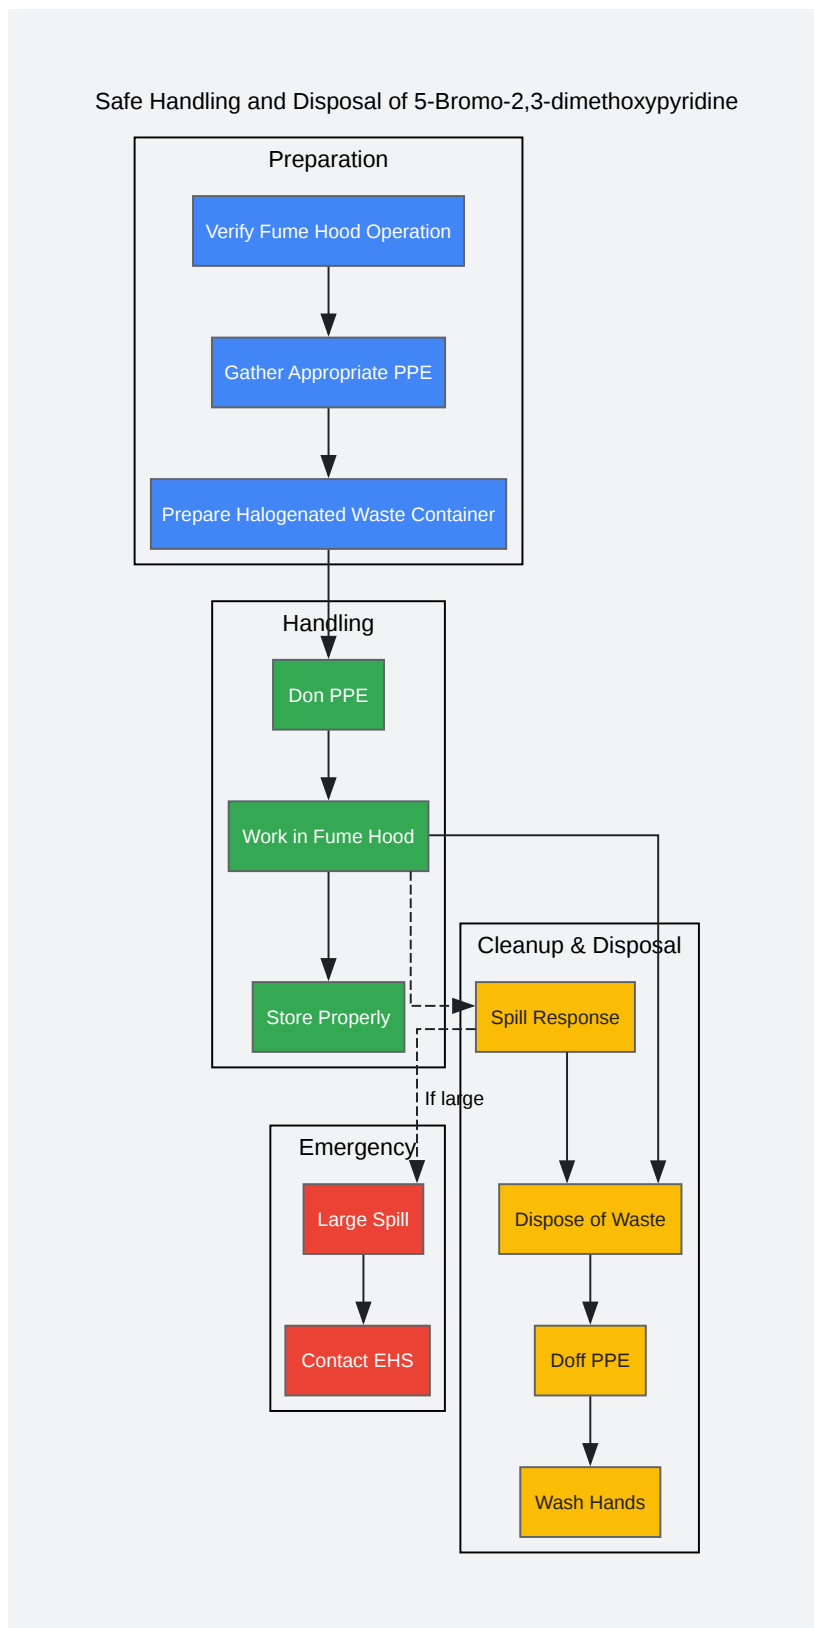 Safe Handling and Disposal of 5-Bromo-2,3-dimethoxypyridine
Preparation
Verify Fume Hood Operation
Gather Appropriate PPE
Prepare Halogenated Waste Container
Handling
Don PPE
Work in Fume Hood
Store Properly
Cleanup & Disposal
Spill Response
If large
Emergency
Large Spill
Contact EHS
Dispose of Waste
Doff PPE
Wash Hands